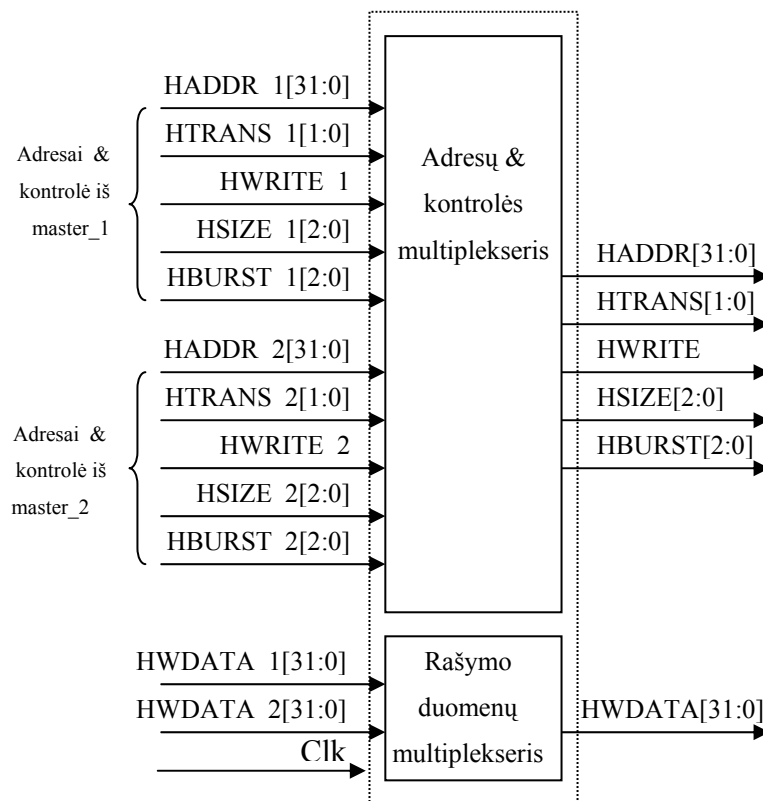 HADDR 1[31:0]
HTRANS 1[1:0]
HWRITE 1
HSIZE 1[2:0]
HBURST 1[2:0]
Adresai &
kontrolė iš
master_1
HADDR 2[31:0]
HTRANS 2[1:0]
HWRITE 2
HSIZE 2[2:0]
HBURST 2[2:0]
Adresai &
kontrolė iš
master_2
Adresų &
kontrolės
multiplekseris
HADDR[31:0]
HTRANS[1:0]
HWRITE
HSIZE[2:0]
HBURST[2:0]
HWDATA 1[31:0]
HWDATA 2[31:0]
Clk
Rašymo
duomenų
multiplekseris
HWDATA[31:0]